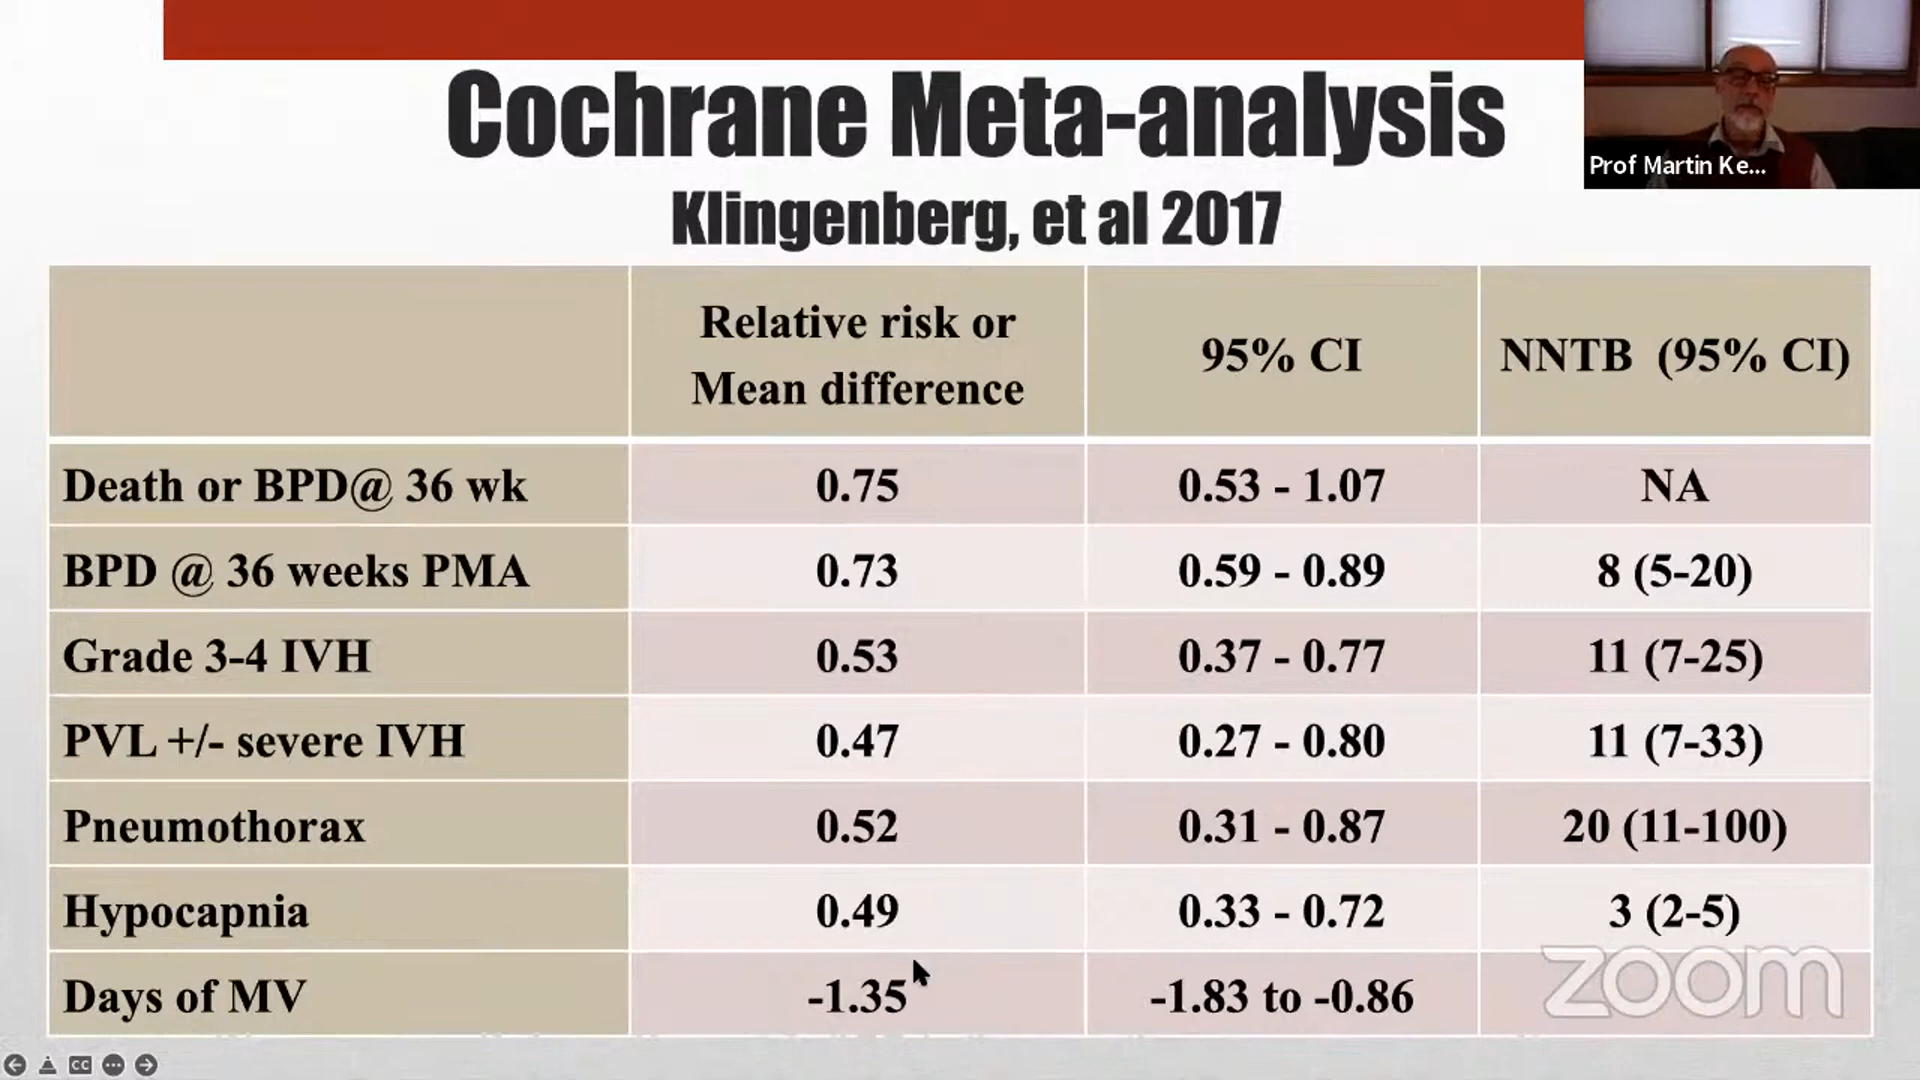 Cochrane Meta-analysis
Klingenberg, et al 2017
Prof Martin Ke...
Relative risk or
Mean difference
95% CI
NNTB (95% CI)
Death or BPD@ 36 wk
0.75
0.53 - 1.07
NA
BPD @ 36 weeks PMA
0.73
0.59 - 0.89
8 (5-20)
Grade 3-4 IVH
0.53
0.37 - 0.77
11 (7-25)
PVL +/- severe IVH
0.47
0.27 - 0.80
11 (7-33)
Pneumothorax
0.52
0.31 - 0.87
20 (11-100)
Hypocapnia
0.49
0.33 - 0.72
3 (2-5)
Days of MV
-1.35
-1.83 to -0.86
zoom
CC